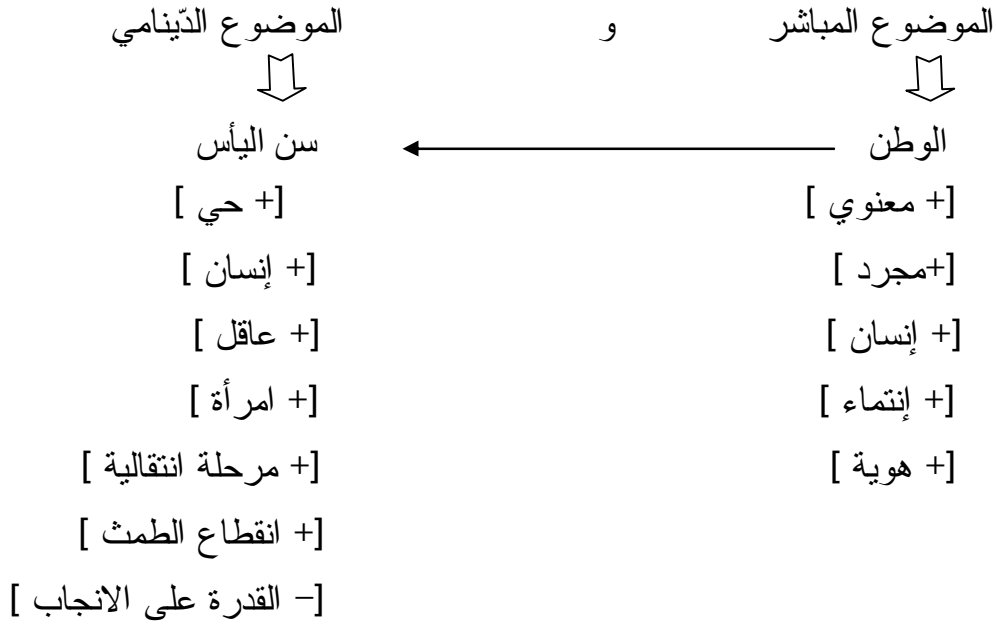 الموضوع المباشر و الموضوع الدّينامي
الوطن سن اليأس
[+ معنوي ] [+ حي ]
[+مجرد ] [+ إنسان ]
[+ إنسان ] [+ عاقل ]
[+ إنتماء ] [+ امرأة ]
[+ هوية ] [+ مرحلة انتقالية ]
[+ انقطاع الطمث ]
[– القدرة على الانجاب ]